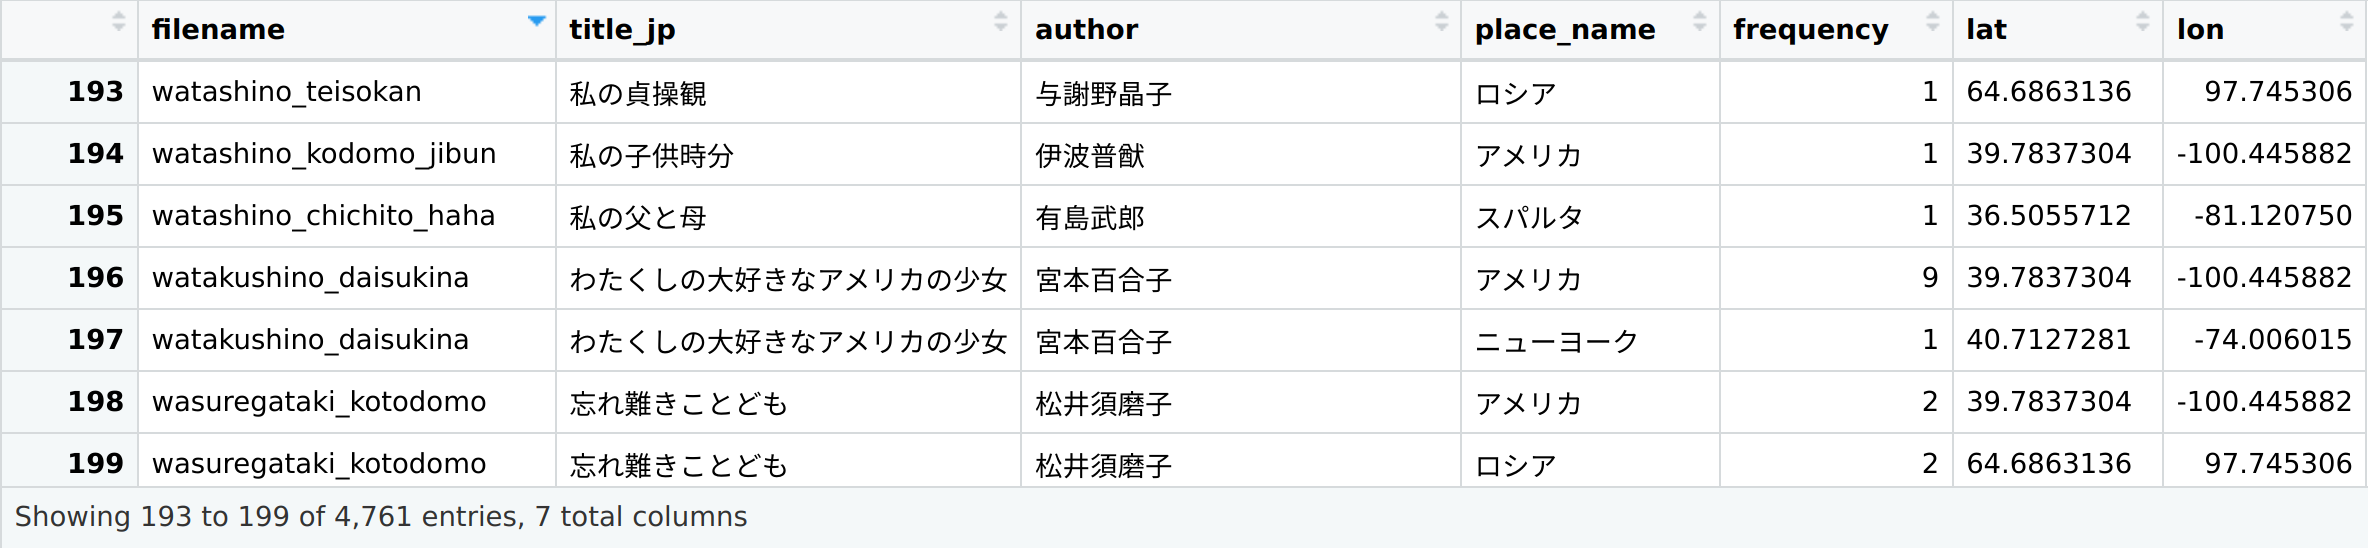 filename title_jp author place_name frequency lat lon
193 watashino_teisokan 私の貞操観 与謝野晶子 ロシア 1 64.6863136 97.745306
194 watashino_kodomo_jibun 私の子供時分 伊波普猷 アメリカ 1 39.7837304 -100.445882
195 watashino_chichito_haha 私の父と母 有島武郎 スパルタ 1 36.5055712 -81.120750
196 watakushino_daisukina わたくしの大好きなアメリカの少女 宮本百合子 アメリカ 9 39.7837304 -100.445882
197 watakushino_daisukina わたくしの大好きなアメリカの少女 宮本百合子 ニューヨーク 1 40.7127281 -74.006015
198 wasuregataki_kotodomo 忘れ難きことども 松井須磨子 アメリカ 2 39.7837304 -100.445882
199 wasuregataki_kotodomo 忘れ難きことども 松井須磨子 ロシア 2 64.6863136 97.745306
Showing 193 to 199 of 4,761 entries, 7 total columns